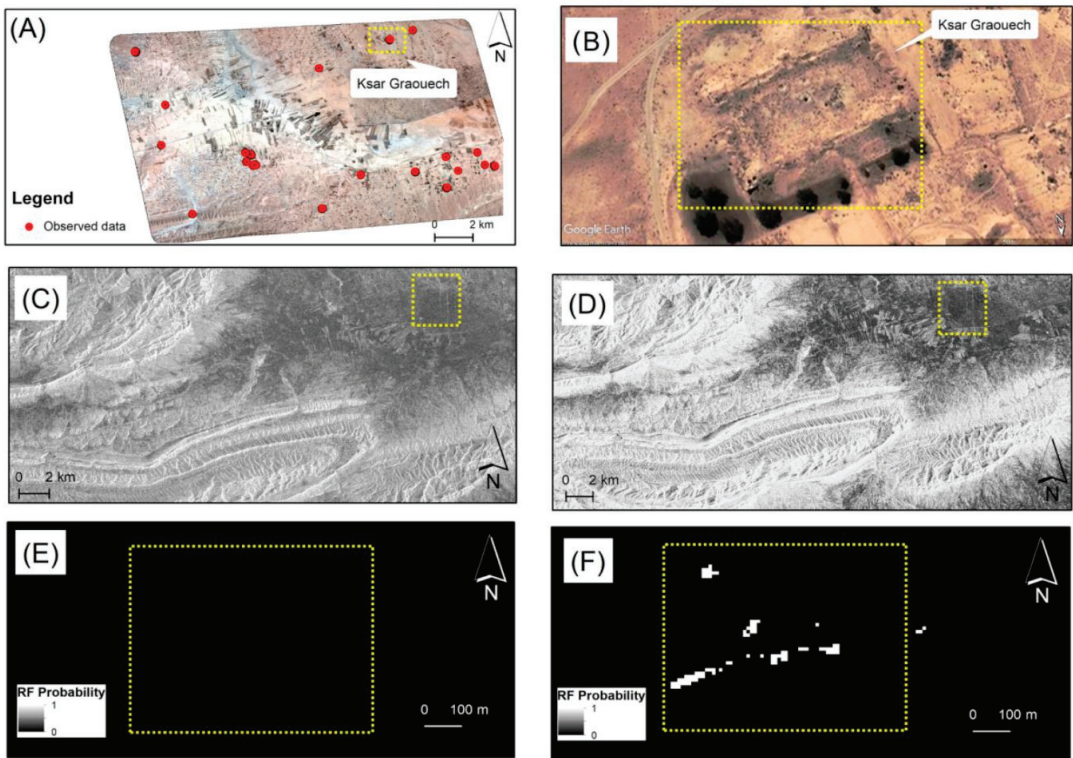 (A)
N
Ksar Graouech
Legend
Observed data
0 2 km
(B)
Ksar Graouech
Google Earth
N
(C)
0 2 km
N
(D)
0 2 km
N
(E)
N
RF Probability
1
0
0 100 m
(F)
N
RF Probability
1
0
0 100 m